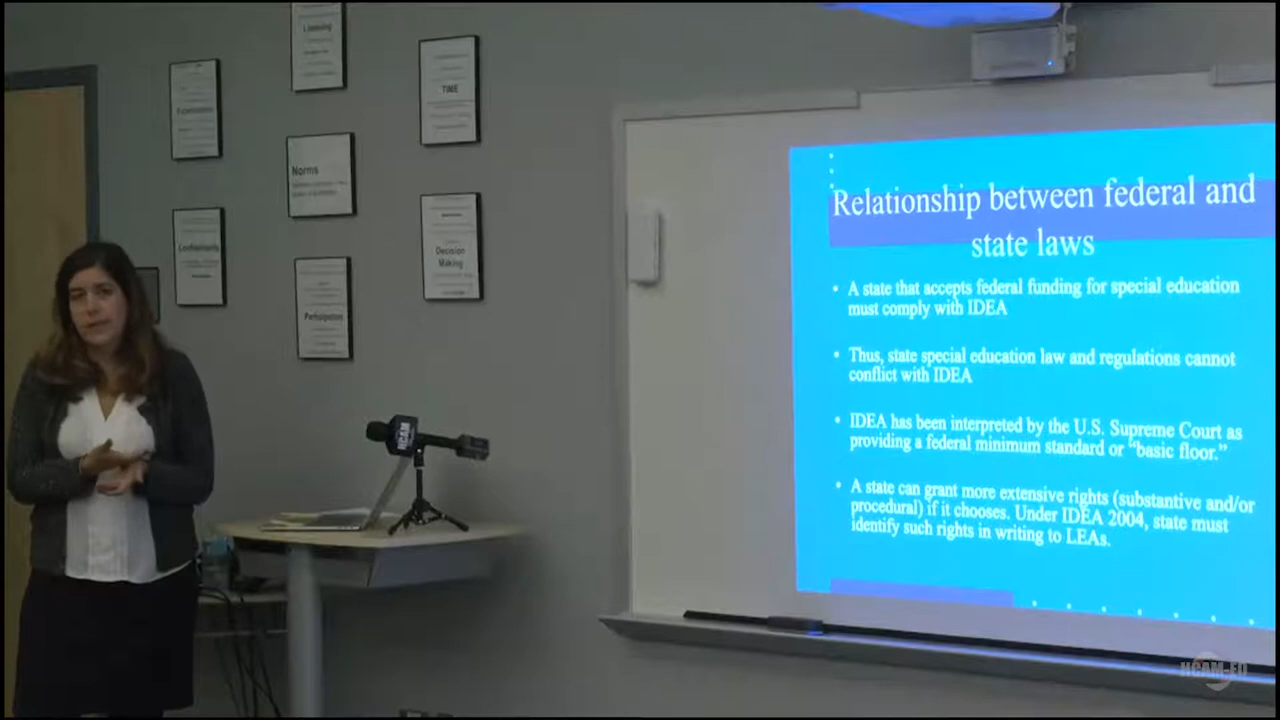 Listening
TIME
Norms
Confidentiality
Decision
Making
Participation
HCAM
Relationship between federal and
state laws
• A state that accepts federal funding for special education
must comply with IDEA
• Thus, state special education law and regulations cannot
conflict with IDEA
• IDEA has been interpreted by the U.S. Supreme Court as
providing a federal minimum standard or “basic floor.”
• A state can grant more extensive rights (substantive and/or
procedural) if it chooses. Under IDEA 2004, state must
identify such rights in writing to LEAs.
HCAM-ED